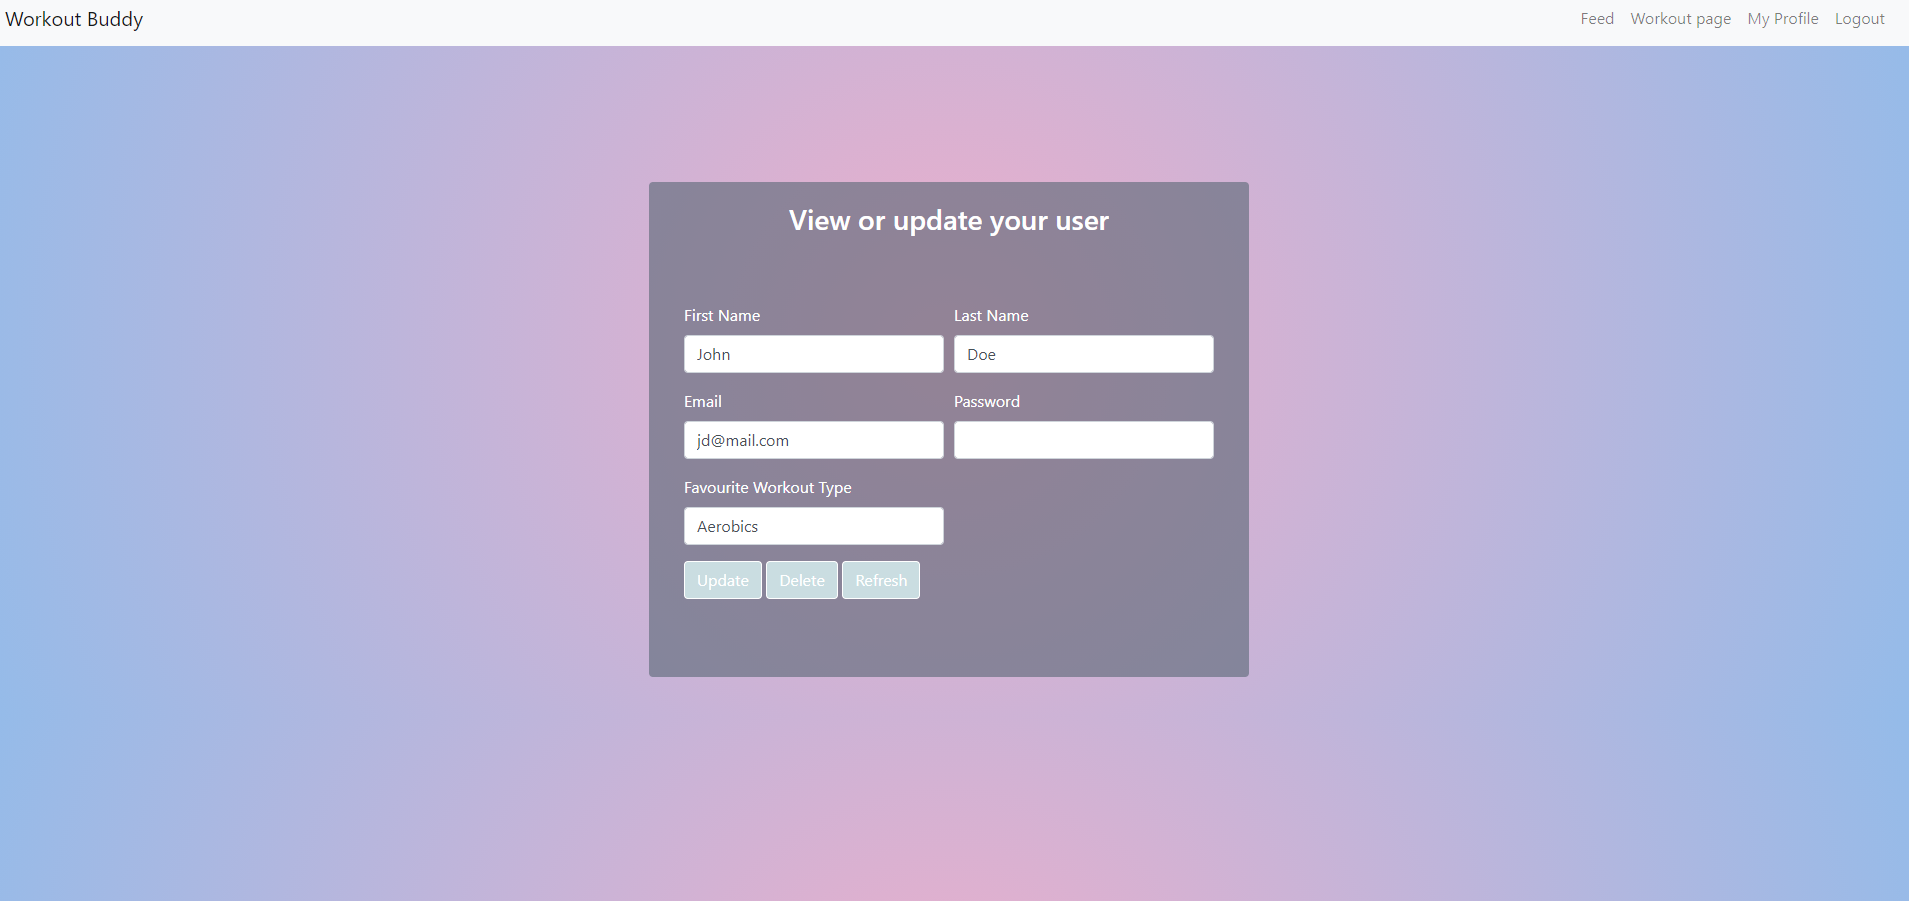 Workout Buddy
Feed Workout page My Profile Logout
View or update your user
First Name Last Name
John Doe
Email Password
jd@mail.com
Favourite Workout Type
Aerobics
Update Delete Refresh